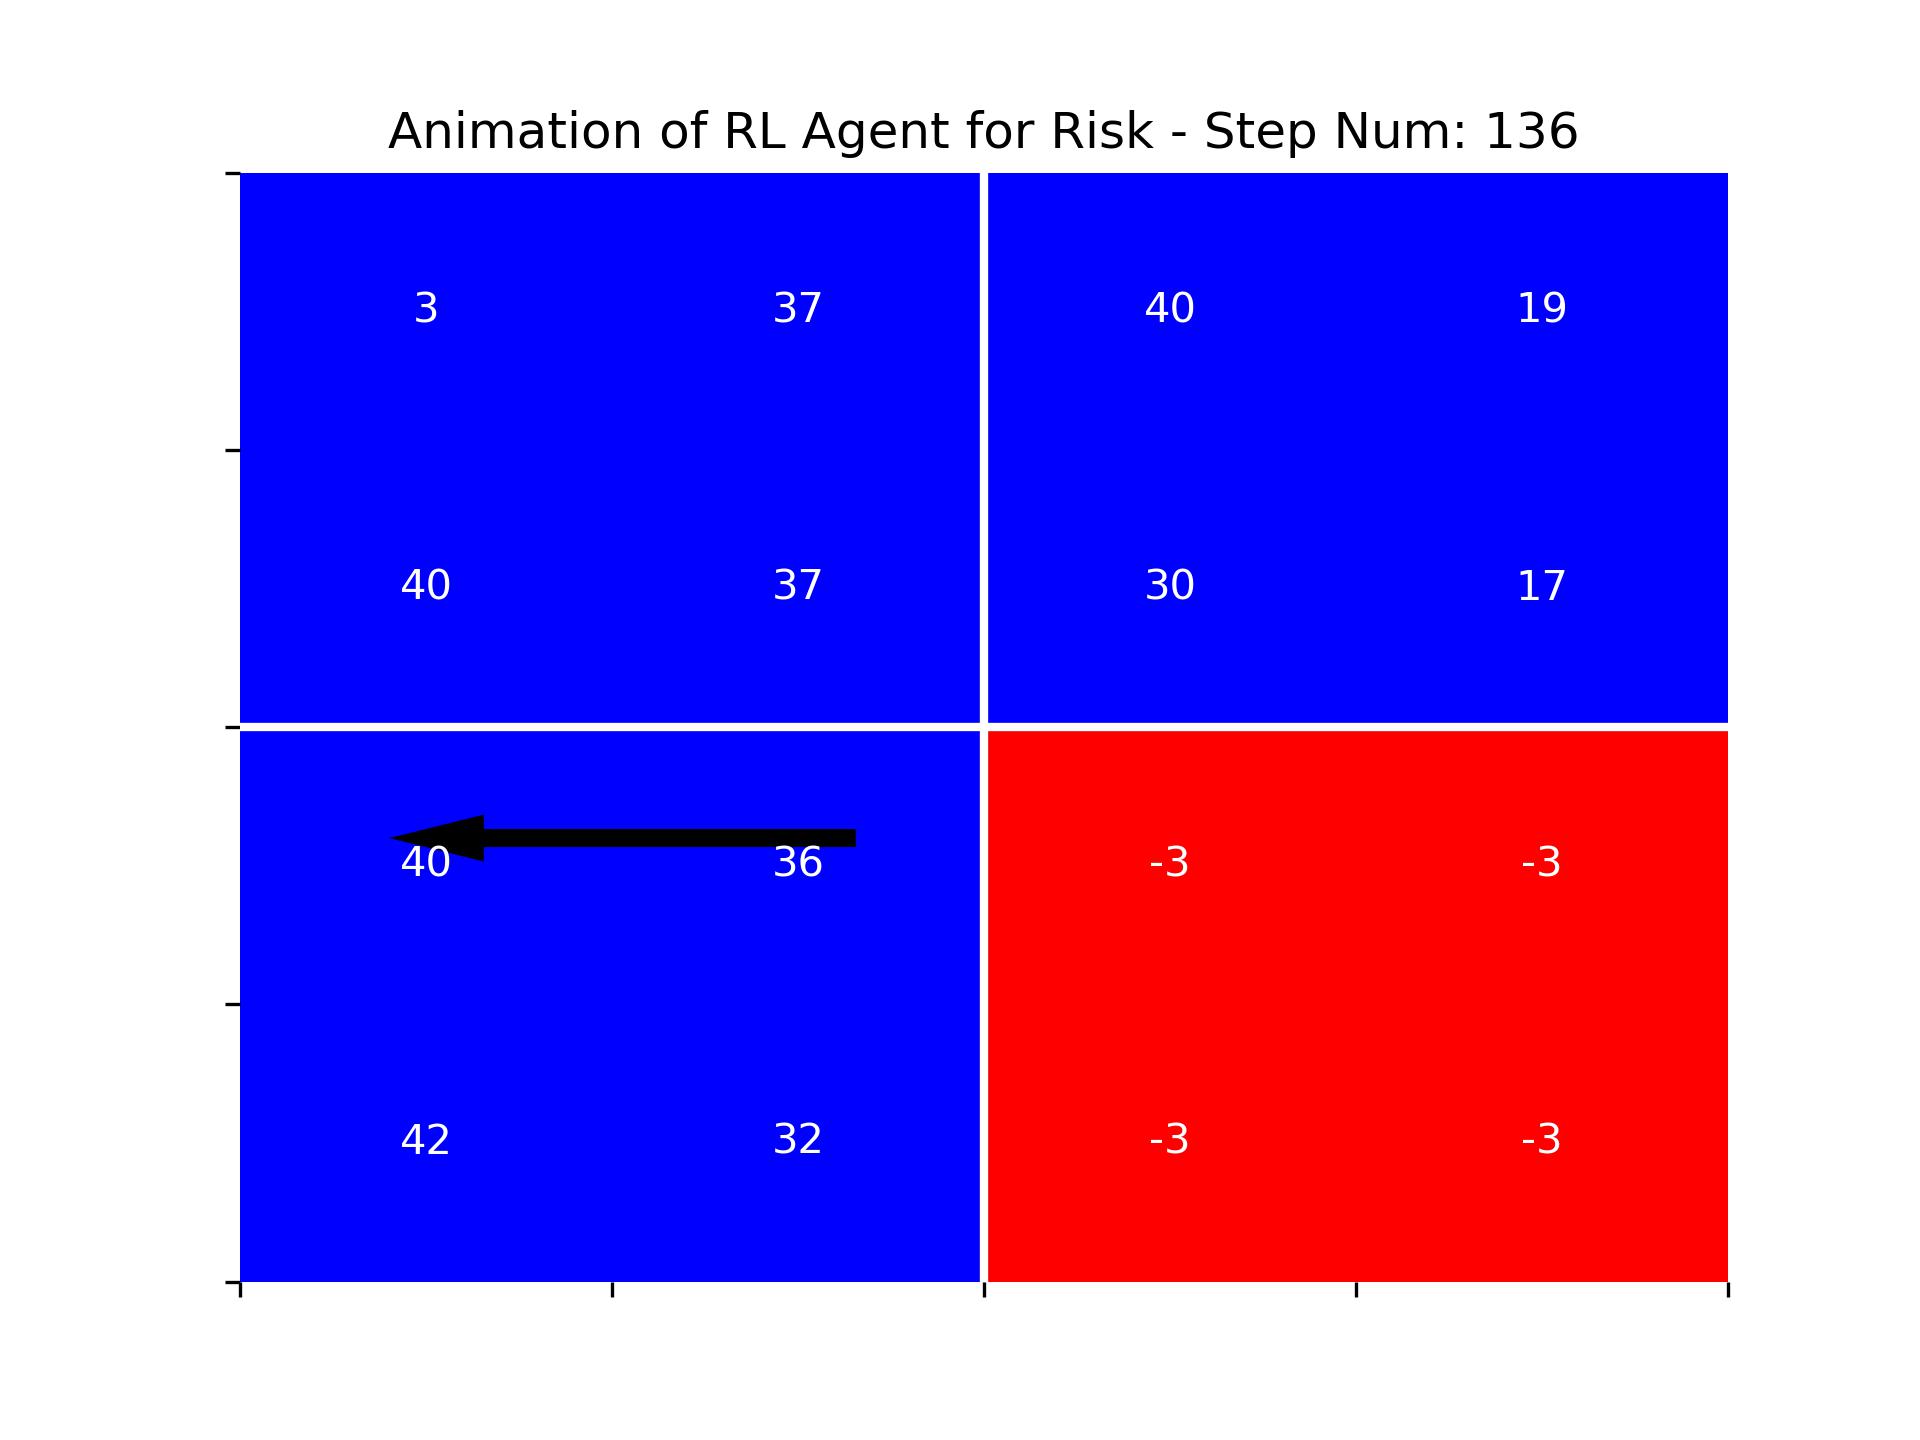 Animation of RL Agent for Risk - Step Num: 136
3 37 40 19
40 37 30 17
40 36 -3 -3
42 32 -3 -3